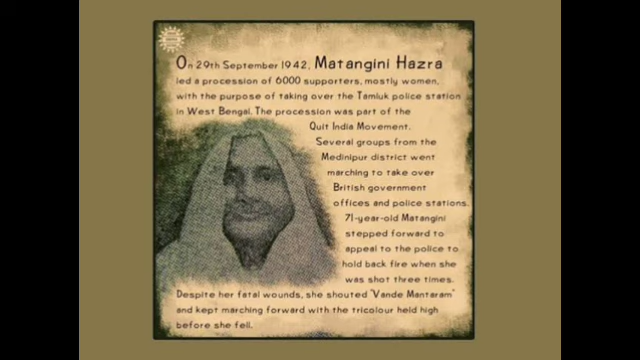 On 29th September 1942, Matangini Hazra
led a procession of 6000 supporters, mostly women,
with the purpose of taking over the Tamluk police station
in West Bengal. The procession was part of the
Quit India Movement.
Several groups from the
Medinipur district went
marching to take over
British government
offices and police stations.
71-year-old Matangini
stepped forward to
appeal to the police to
hold back fire when she
was shot three times.
Despite her fatal wounds, she shouted "Vande Mantaram"
and kept marching forward with the tricolour held high
before she fell.